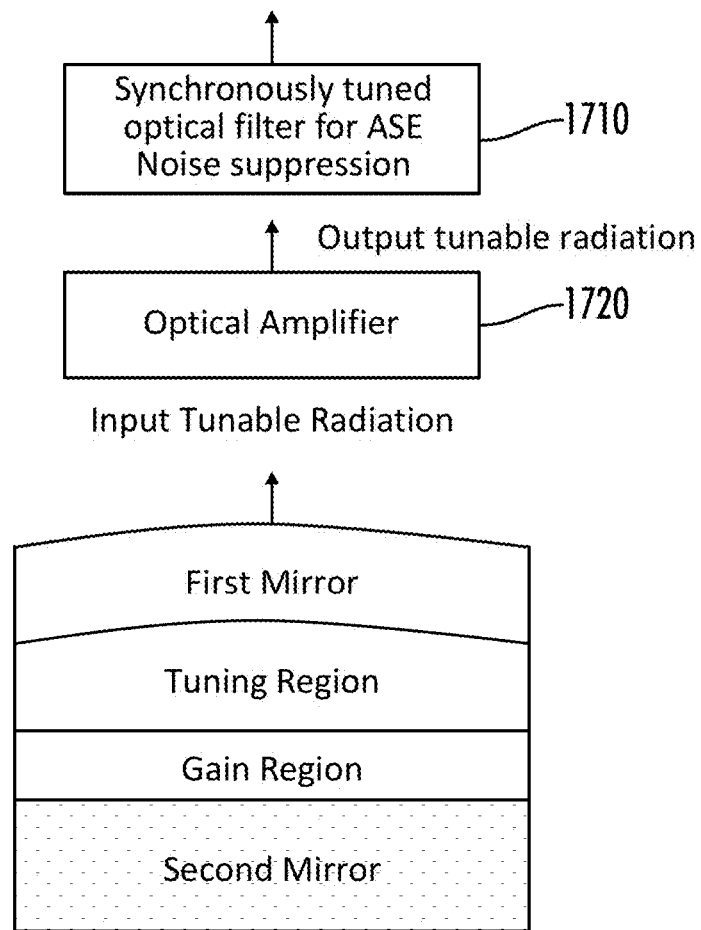 Synchronously tuned
optical filter for ASE
Noise suppression
1710
Output tunable radiation
Optical Amplifier
1720
Input Tunable Radiation
First Mirror
Tuning Region
Gain Region
Second Mirror